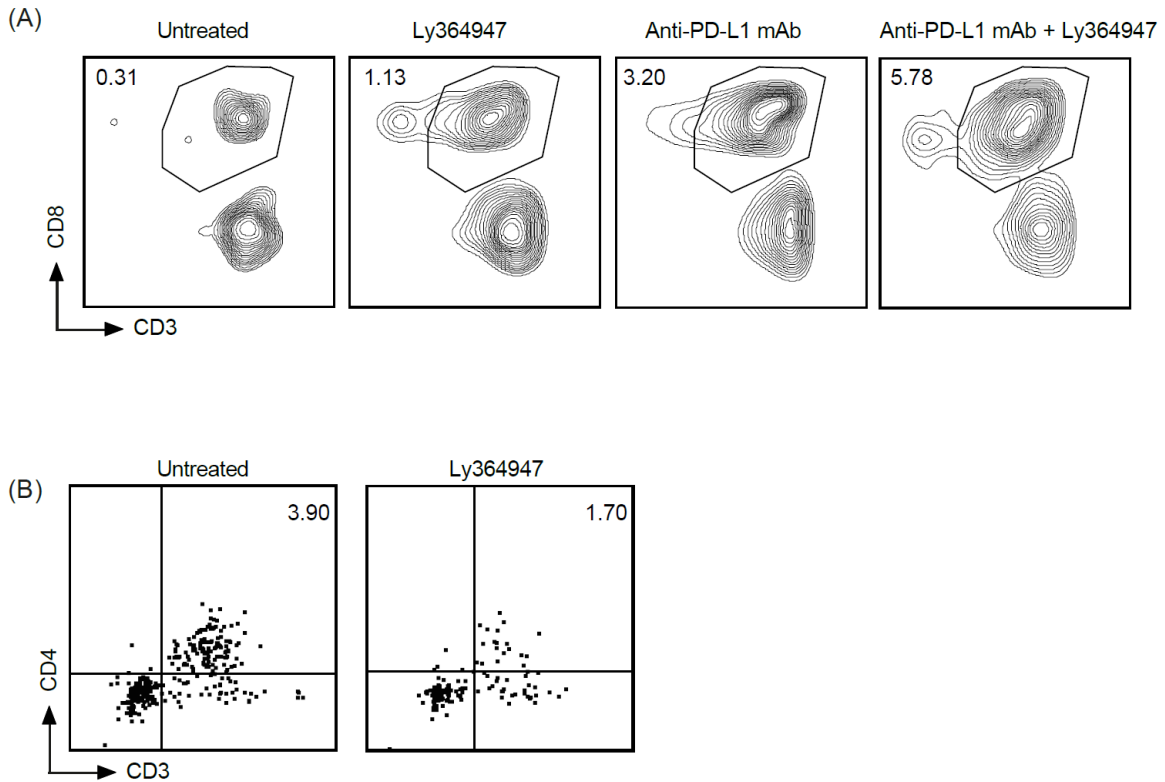 (A)
Untreated Ly364947 Anti-PD-L1 mAb Anti-PD-L1 mAb + Ly364947
0.31 1.13 3.20 5.78
CD8
CD3
(B)
Untreated Ly364947
3.90 1.70
CD4
CD3